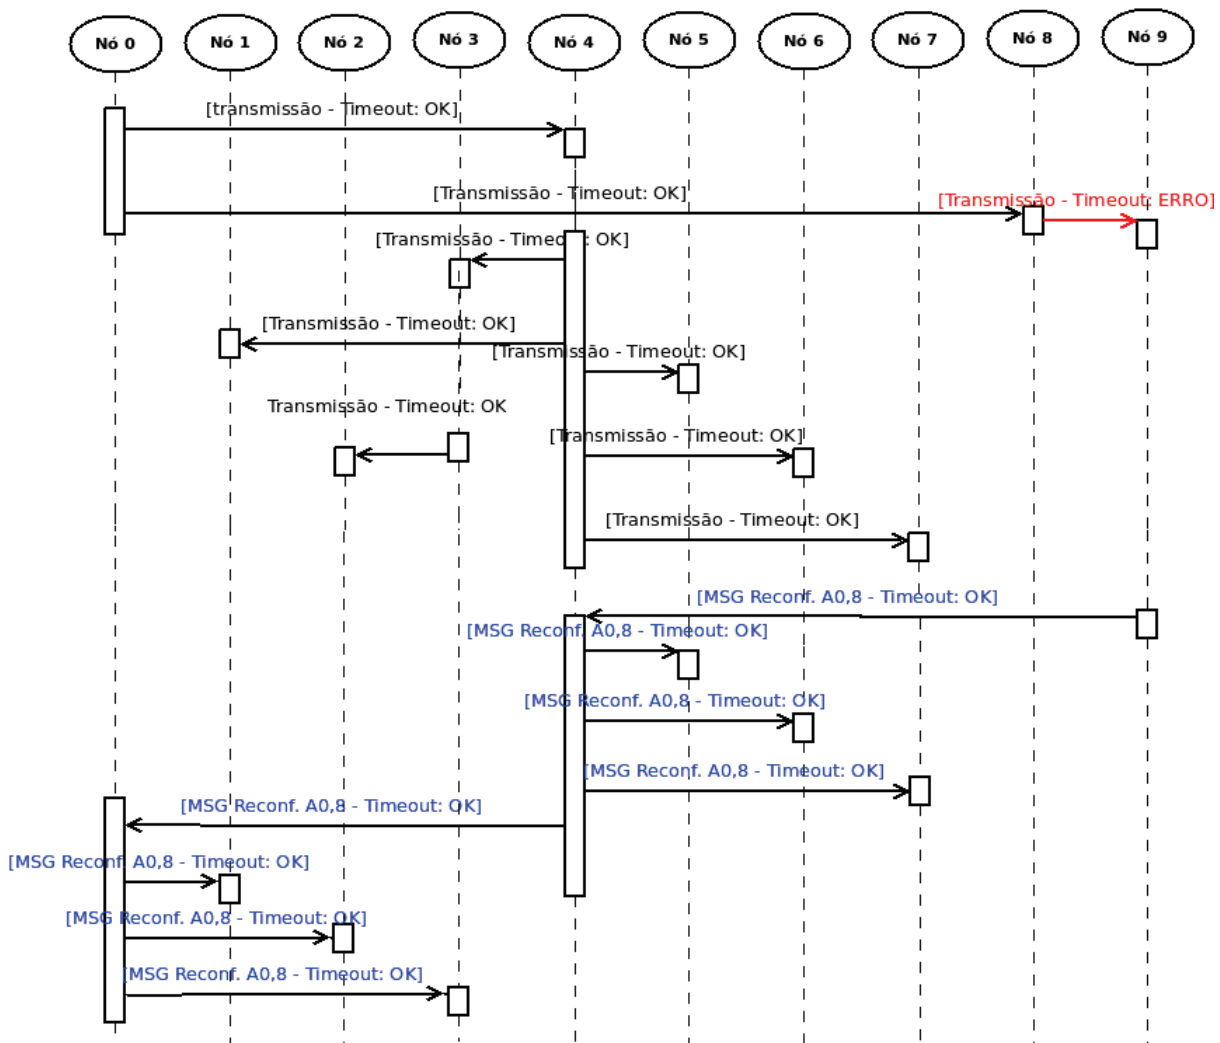 Nó 0 Nó 1 Nó 2 Nó 3 Nó 4 Nó 5 Nó 6 Nó 7 Nó 8 Nó 9
[transmissão - Timeout: OK]
[Transmissão - Timeout: OK]
[Transmissão - Timeout: ERRO]
[Transmissão - Timeout: OK]
[Transmissão - Timeout: OK]
[Transmissão - Timeout: OK]
Transmissão - Timeout: OK
[Transmissão - Timeout: OK]
[Transmissão - Timeout: OK]
[MSG Reconf. A0,8 - Timeout: OK]
[MSG Reconf. A0,8 - Timeout: OK]
[MSG Reconf. A0,8 - Timeout: OK]
[MSG Reconf. A0,8 - Timeout: OK]
[MSG Reconf. A0,8 - Timeout: OK]
[MSG Reconf. A0,8 - Timeout: OK]
[MSG Reconf. A0,8 - Timeout: OK]
[MSG Reconf. A0,8 - Timeout: OK]